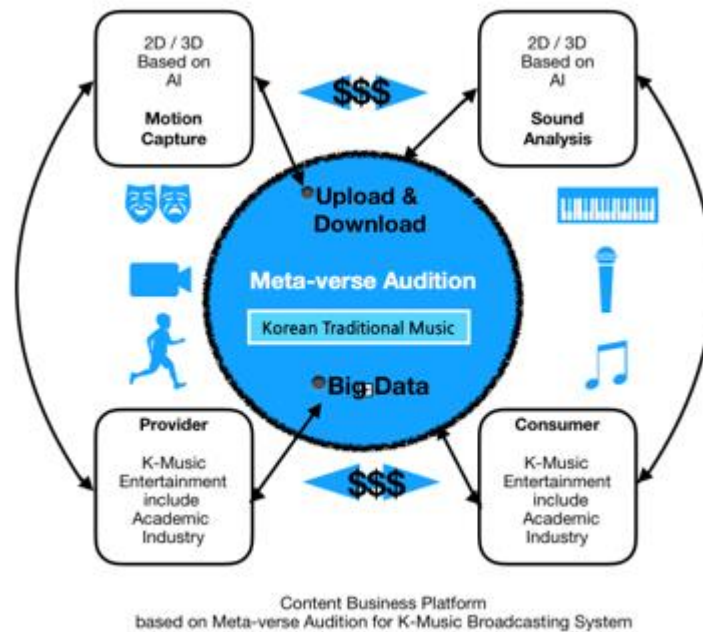 2D / 3D
Based on
AI
Motion
Capture
$$$
2D / 3D
Based on
AI
Sound
Analysis
Upload &
Download
Meta-verse Audition
Korean Traditional Music
Big Data
Provider
K-Music
Entertainment
include
Academic
Industry
$$$
Consumer
K-Music
Entertainment
include
Academic
Industry
Content Business Platform
based on Meta-verse Audition for K-Music Broadcasting System